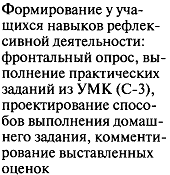 Формирование у уча-
щихся навыков рефлек-
сивной деятельности:
фронтальный опрос, вы-
полнение практических
заданий из УМК (С-3),
проектирование спосо-
бов выполнения домаш-
него задания, комменти-
рование выставленных
оценок